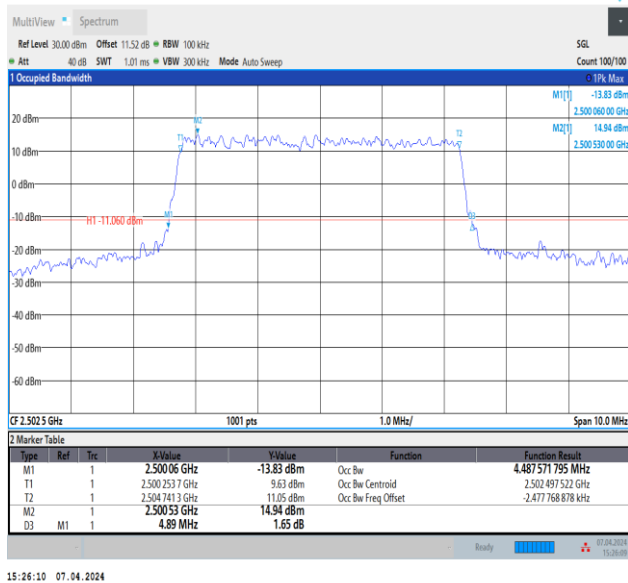 MultiView Spectrum
Ref Level 30.00 dBm Offset 11.52 dB RBW 100 kHz SGL
Att 40 dB SWT 1.01 ms VBW 300 kHz Mode Auto Sweep Count 100/100
1 Occupied Bandwidth 1Pk Max
M1[1] -13.83 dBm
2.500 060 00 GHz
M2[1] 14.94 dBm
2.500 530 00 GHz
20 dBm
M2
T1
T2
10 dBm
0 dBm
-10 dBm
M1
D3
H1 -11.060 dBm
-20 dBm
-30 dBm
-40 dBm
-50 dBm
-60 dBm
CF 2.502 5 GHz 1001 pts 1.0 MHz/ Span 10.0 MHz
2 Marker Table
Type Ref Trc X-Value Y-Value Function Function Result
M1 1 2.500 06 GHz -13.83 dBm Occ Bw 4.487 571 795 MHz
T1 1 2.500 253 7 GHz 9.63 dBm Occ Bw Centroid 2.502 497 522 GHz
T2 1 2.504 741 3 GHz 11.05 dBm Occ Bw Freq Offset -2.477 768 878 kHz
M2 1 2.500 53 GHz 14.94 dBm
D3 M1 1 4.89 MHz 1.65 dB
Ready 07.04.2024
15:26:09
15:26:10 07.04.2024